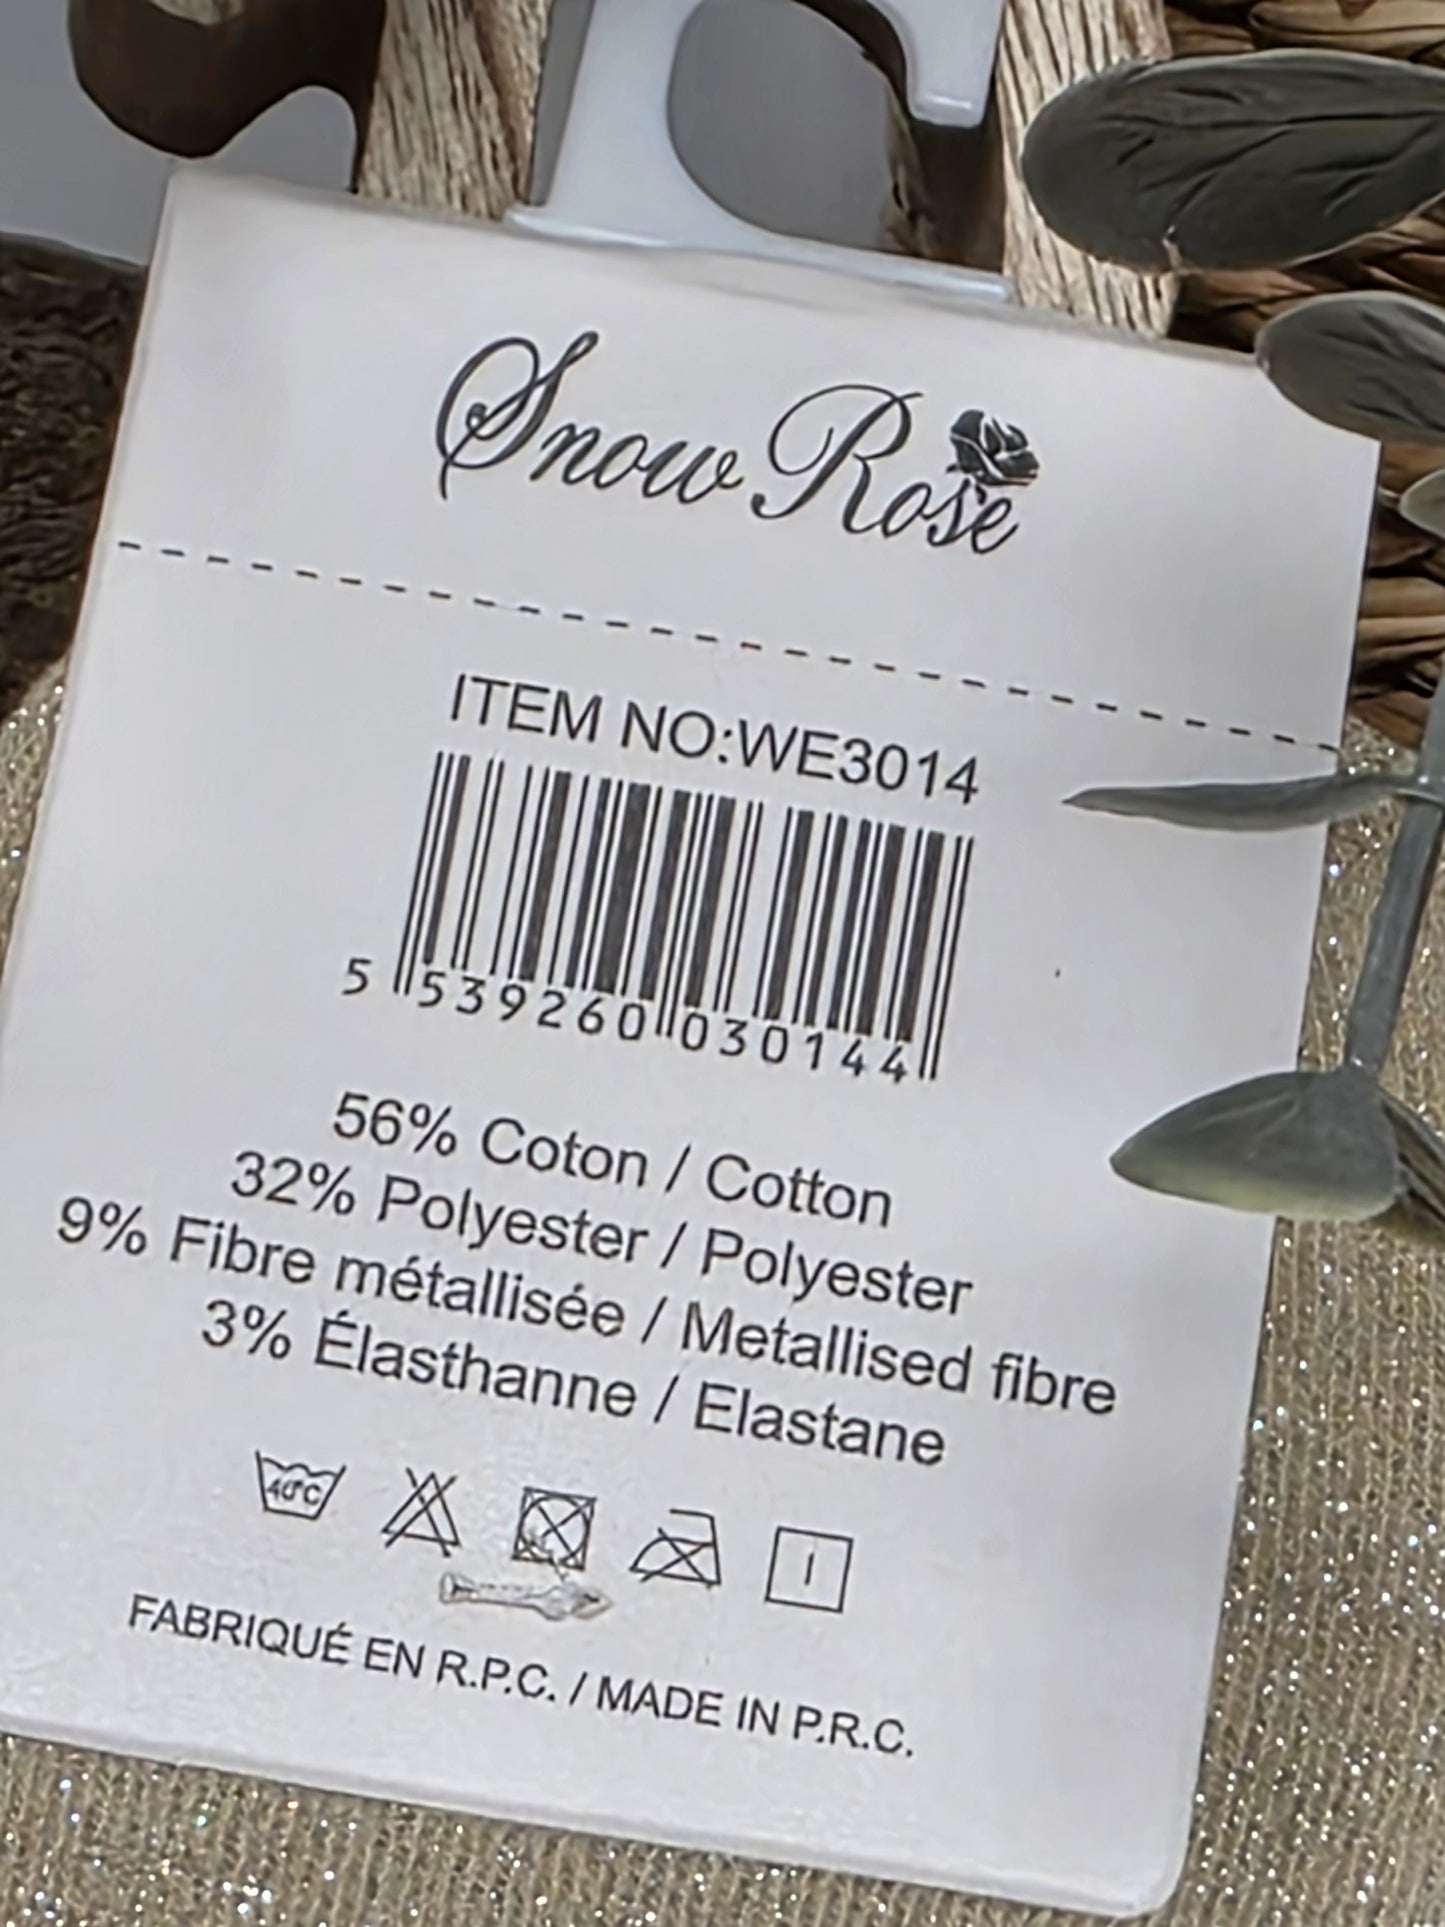 Snow Rose
ITEM NO:WE3014
5 539260 030144
56% Coton / Cotton
32% Polyester / Polyester
9% Fibre métallisée / Metallised fibre
3% Élasthanne / Elastane
40°C
FABRIQUÉ EN R.P.C. / MADE IN P.R.C.